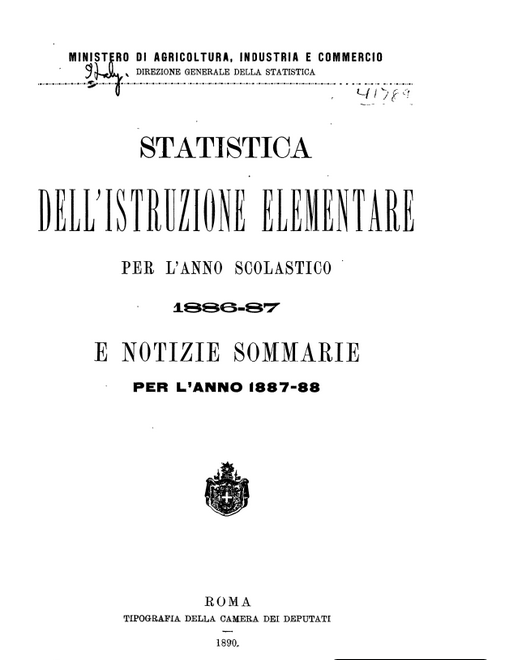 MINISTERO DI AGRICOLTURA, INDUSTRIA E COMMERCIO
Italy.
DIREZIONE GENERALE DELLA STATISTICA
41789
STATISTICA
DELL'ISTRUZIONE ELEMENTARE
PER L'ANNO SCOLASTICO
1886-87
E NOTIZIE SOMMARIE
PER L'ANNO 1887-88
ROMA
TIPOGRAFIA DELLA CAMERA DEI DEPUTATI
1890.